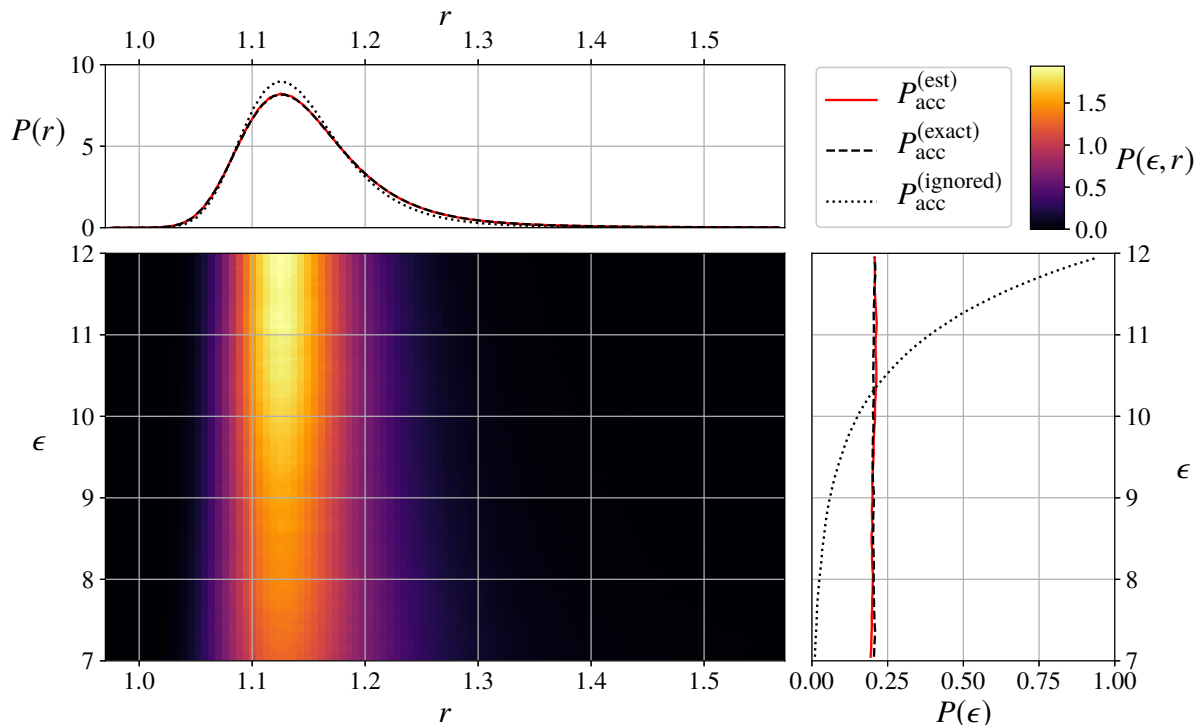 r
1.0 1.1 1.2 1.3 1.4 1.5
10
5
0
P(r)
P_acc^(est)
P_acc^(exact)
P_acc^(ignored)
1.5
1.0
0.5
0.0
P(ϵ, r)
12
11
10
9
8
7
ϵ
1.0 1.1 1.2 1.3 1.4 1.5
r
12
11
10
9
8
7
ϵ
0.00 0.25 0.50 0.75 1.00
P(ϵ)